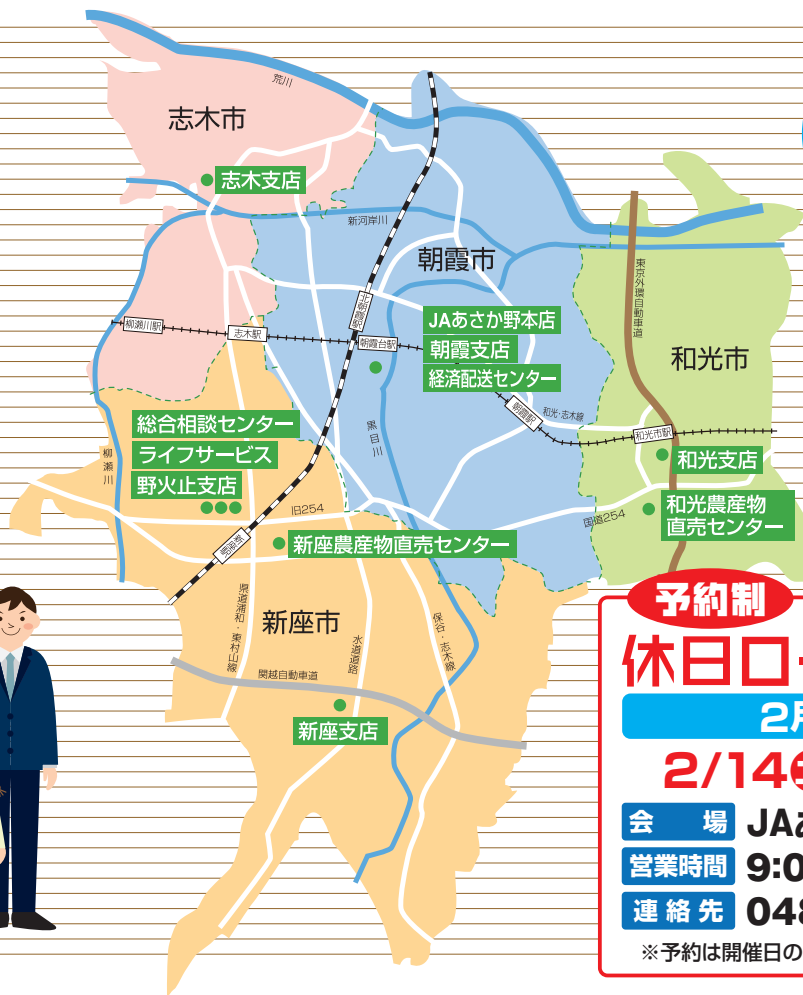 荒川
志木市
志木支店
新河岸川
朝霞市
東京外環自動車道
北朝霞駅
柳瀬川駅
志木駅
朝霞台駅
JAあさか野本店
朝霞支店
経済配送センター
和光市
朝霞駅
和光・志木線
和光市駅
黒目川
総合相談センター
ライフサービス
野火止支店
柳瀬川
和光支店
和光農産物
直売センター
旧254
国道254
新座駅
新座農産物直売センター
県道浦和・東村山線
新座市
水道道路
保谷・志木線
関越自動車道
新座支店
予約制
休日ロー
2月
2/14
会場 JAあ
営業時間 9:0
連絡先 048
※予約は開催日の